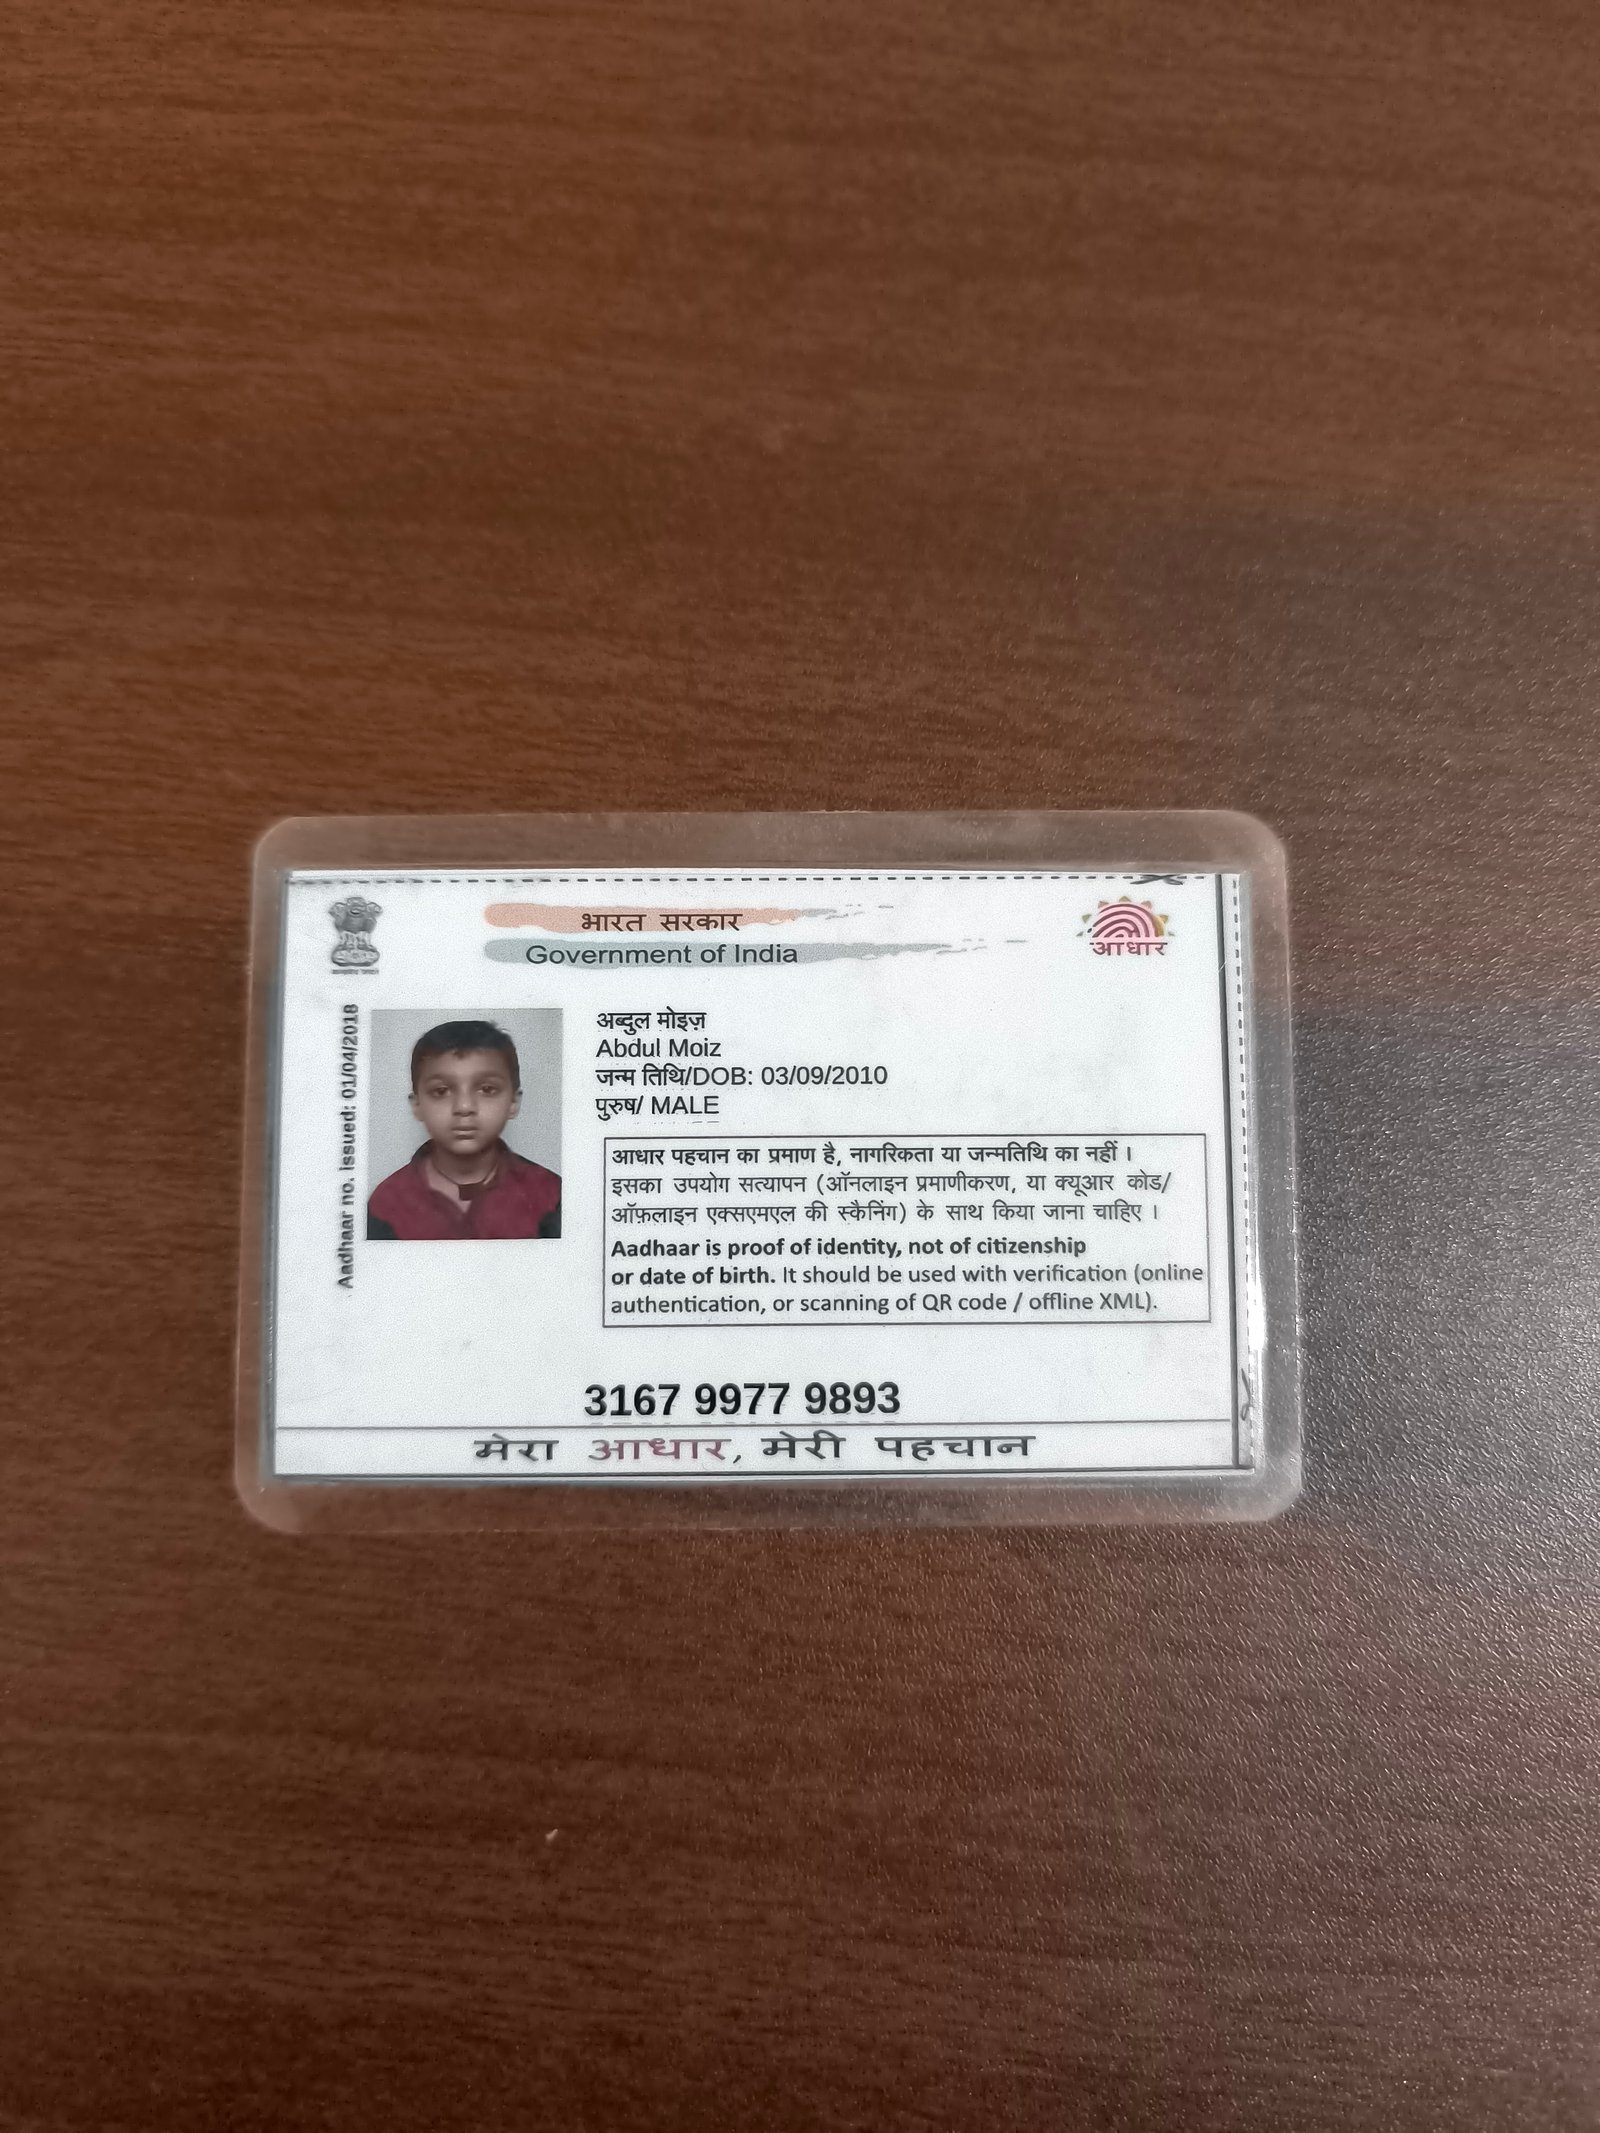 भारत सरकार
Government of India
आधार
Aadhaar no. issued: 01/04/2018
अब्दुल मोइज़
Abdul Moiz
जन्म तिथि/DOB: 03/09/2010
पुरुष/ MALE
आधार पहचान का प्रमाण है, नागरिकता या जन्मतिथि का नहीं ।
इसका उपयोग सत्यापन (ऑनलाइन प्रमाणीकरण, या क्यूआर कोड/
ऑफ़लाइन एक्सएमएल की स्कैनिंग) के साथ किया जाना चाहिए ।
Aadhaar is proof of identity, not of citizenship
or date of birth. It should be used with verification (online
authentication, or scanning of QR code / offline XML).
3167 9977 9893
मेरा आधार, मेरी पहचान